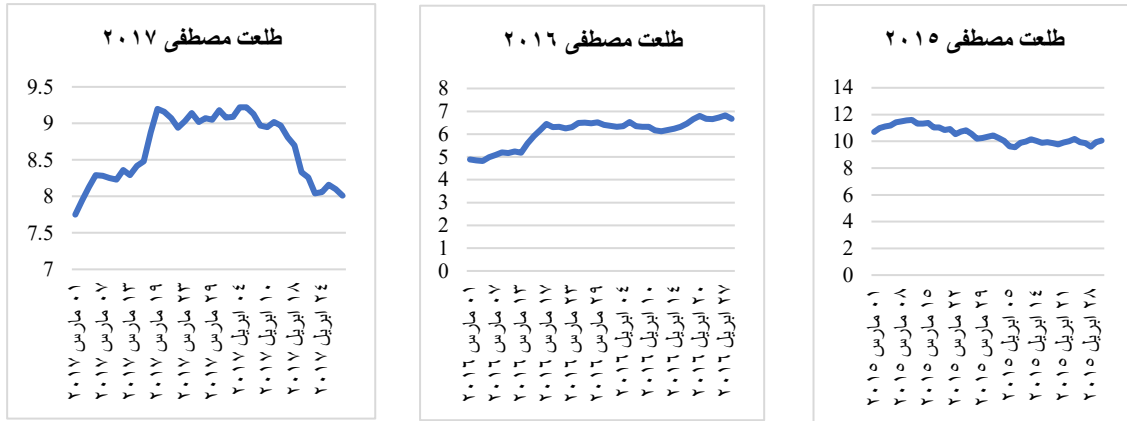 طلعت مصطفى ٢٠١٥
14
12
10
8
6
4
2
0
٠١ مارس ٢٠١٥
٠٨ مارس ٢٠١٥
١٥ مارس ٢٠١٥
٢٢ مارس ٢٠١٥
٢٩ مارس ٢٠١٥
٠٥ ابريل ٢٠١٥
١٤ ابريل ٢٠١٥
٢١ ابريل ٢٠١٥
٢٨ ابريل ٢٠١٥
طلعت مصطفى ٢٠١٦
8
7
6
5
4
3
2
1
0
٠١ مارس ٢٠١٦
٠٧ مارس ٢٠١٦
١٣ مارس ٢٠١٦
١٧ مارس ٢٠١٦
٢٣ مارس ٢٠١٦
٢٩ مارس ٢٠١٦
٠٤ ابريل ٢٠١٦
١٠ ابريل ٢٠١٦
١٤ ابريل ٢٠١٦
٢٠ ابريل ٢٠١٦
٢٧ ابريل ٢٠١٦
طلعت مصطفى ٢٠١٧
9.5
9
8.5
8
7.5
7
٠١ مارس ٢٠١٧
٠٧ مارس ٢٠١٧
١٣ مارس ٢٠١٧
١٩ مارس ٢٠١٧
٢٣ مارس ٢٠١٧
٢٩ مارس ٢٠١٧
٠٤ ابريل ٢٠١٧
١٠ ابريل ٢٠١٧
١٨ ابريل ٢٠١٧
٢٤ ابريل ٢٠١٧